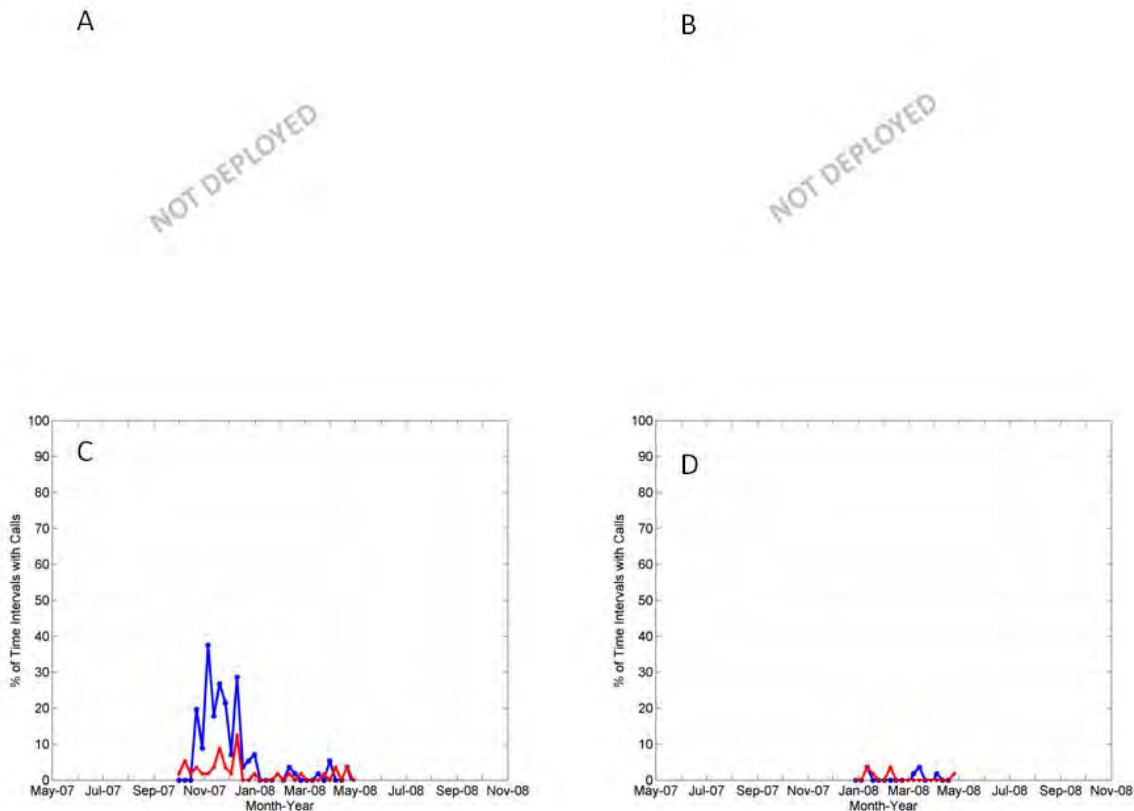 A
B
NOT DEPLOYED
NOT DEPLOYED
C
100
90
80
70
60
50
40
30
20
10
0
% of Time Intervals with Calls
May-07 Jul-07 Sep-07 Nov-07 Jan-08 Mar-08 May-08 Jul-08 Sep-08 Nov-08
Month-Year
D
100
90
80
70
60
50
40
30
20
10
0
% of Time Intervals with Calls
May-07 Jul-07 Sep-07 Nov-07 Jan-08 Mar-08 May-08 Jul-08 Sep-08 Nov-08
Month-Year